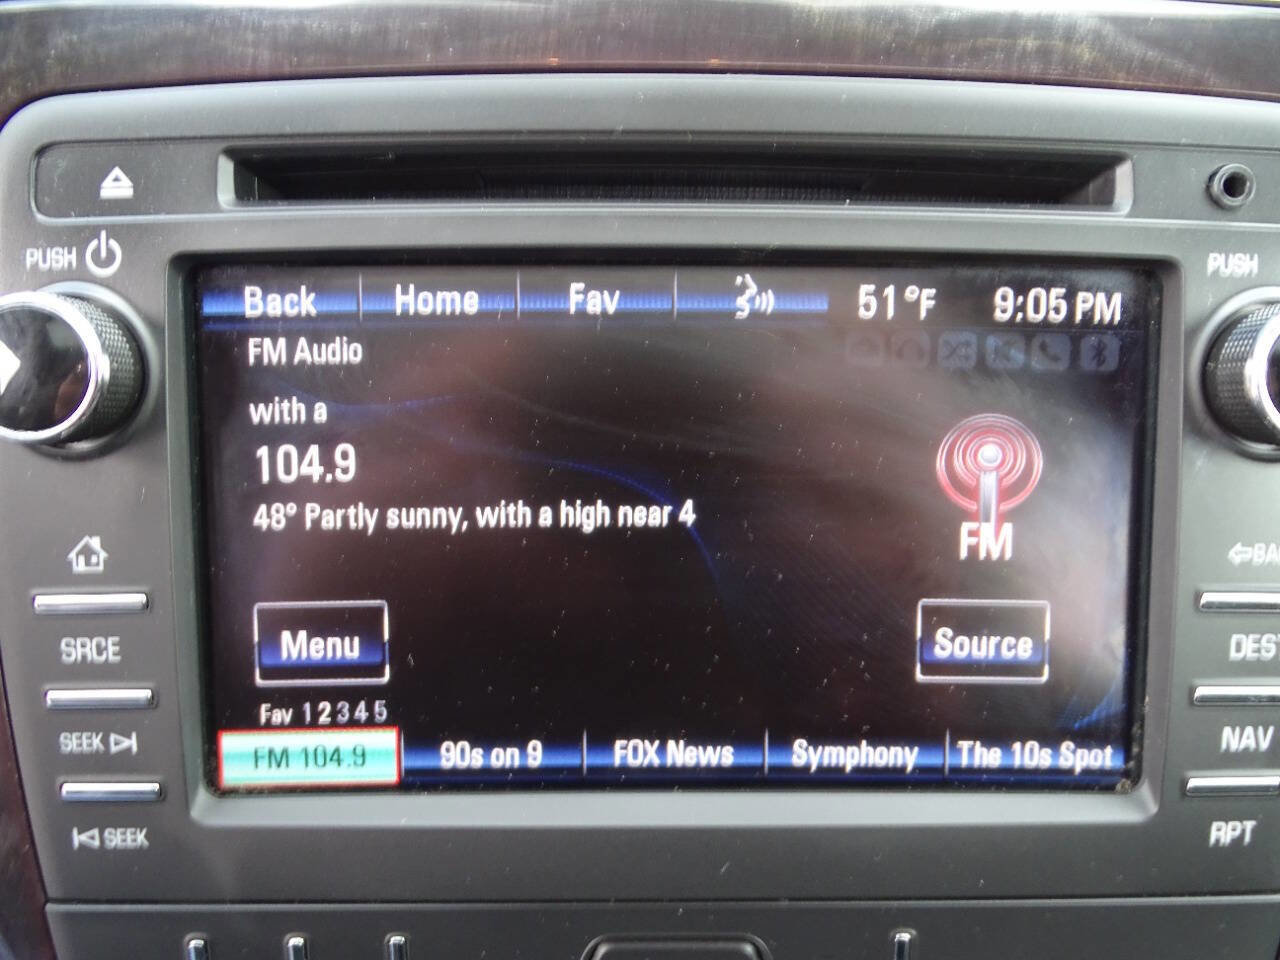 PUSH
PUSH
Back Home Fav 51°F 9:05 PM
FM Audio
with a
104.9
48° Partly sunny, with a high near 4
FM
Menu
Source
Fav 1 2 3 4 5
FM 104.9 90s on 9 FOX News Symphony The 10s Spot
SRCE
SEEK
SEEK
BAC
DEST
NAV
RPT